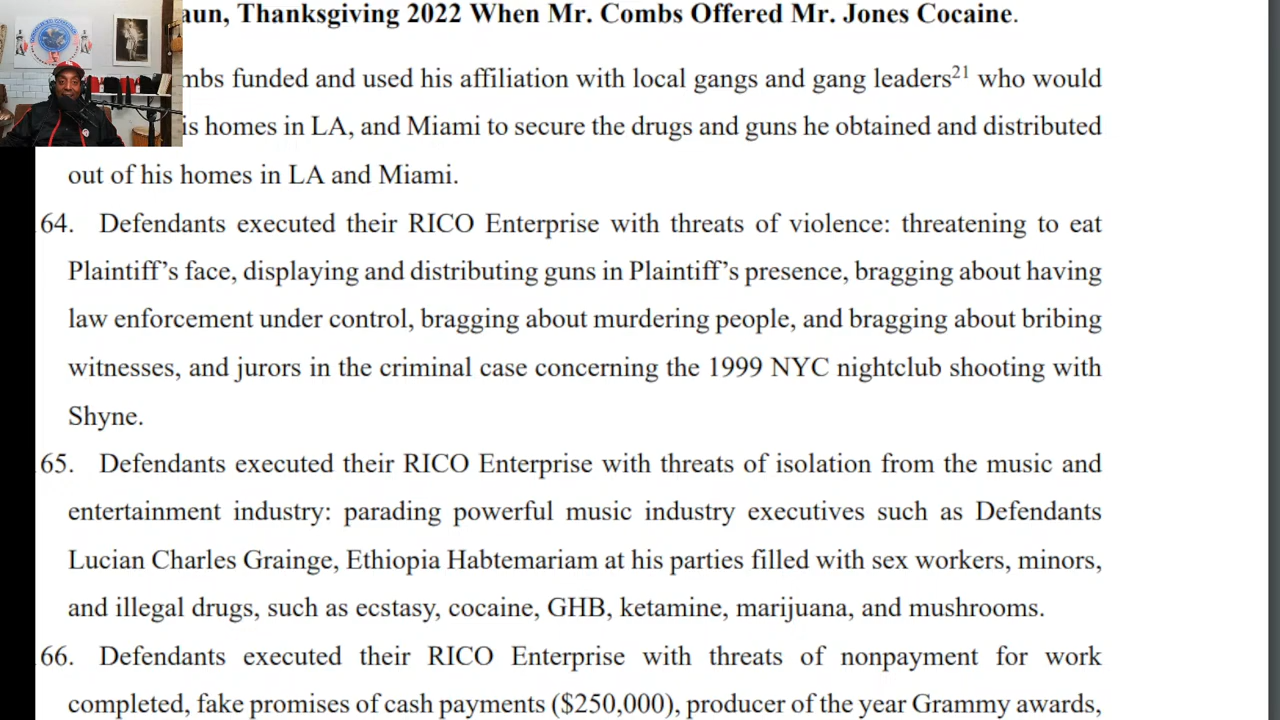 aun, Thanksgiving 2022 When Mr. Combs Offered Mr. Jones Cocaine.
mbs funded and used his affiliation with local gangs and gang leaders21 who would
is homes in LA, and Miami to secure the drugs and guns he obtained and distributed
out of his homes in LA and Miami.
64. Defendants executed their RICO Enterprise with threats of violence: threatening to eat
Plaintiff’s face, displaying and distributing guns in Plaintiff’s presence, bragging about having
law enforcement under control, bragging about murdering people, and bragging about bribing
witnesses, and jurors in the criminal case concerning the 1999 NYC nightclub shooting with
Shyne.
65. Defendants executed their RICO Enterprise with threats of isolation from the music and
entertainment industry: parading powerful music industry executives such as Defendants
Lucian Charles Grainge, Ethiopia Habtemariam at his parties filled with sex workers, minors,
and illegal drugs, such as ecstasy, cocaine, GHB, ketamine, marijuana, and mushrooms.
66. Defendants executed their RICO Enterprise with threats of nonpayment for work
completed, fake promises of cash payments ($250,000), producer of the year Grammy awards,